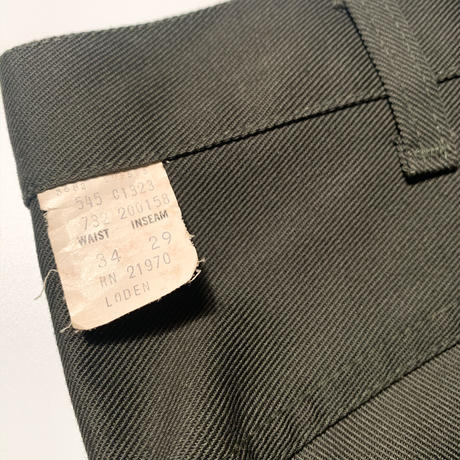 545 C1323
732 200158
WAIST INSEAM
34 29
RN 21970
LODEN